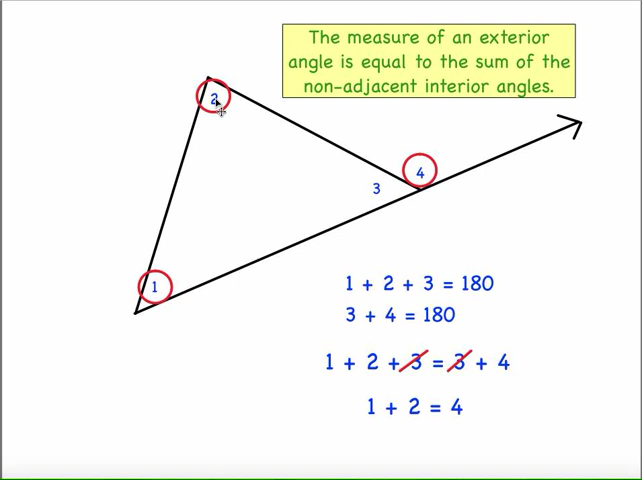 The measure of an exterior
angle is equal to the sum of the
non-adjacent interior angles.
2
4
3
1
1 + 2 + 3 = 180
3 + 4 = 180
1 + 2 + 3 = 3 + 4
1 + 2 = 4